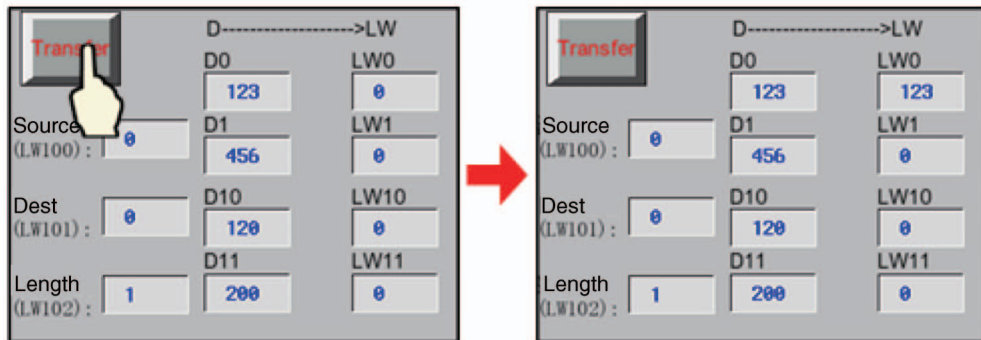 Transfer
D-------------------->LW
D0 LW0
123 0
Source D1 LW1
(LW100) : 0 456 0
Dest D10 LW10
(LW101) : 0 120 0
Length D11 LW11
(LW102) : 1 200 0
Transfer
D-------------------->LW
D0 LW0
123 123
Source D1 LW1
(LW100) : 0 456 0
Dest D10 LW10
(LW101) : 0 120 0
Length D11 LW11
(LW102) : 1 200 0